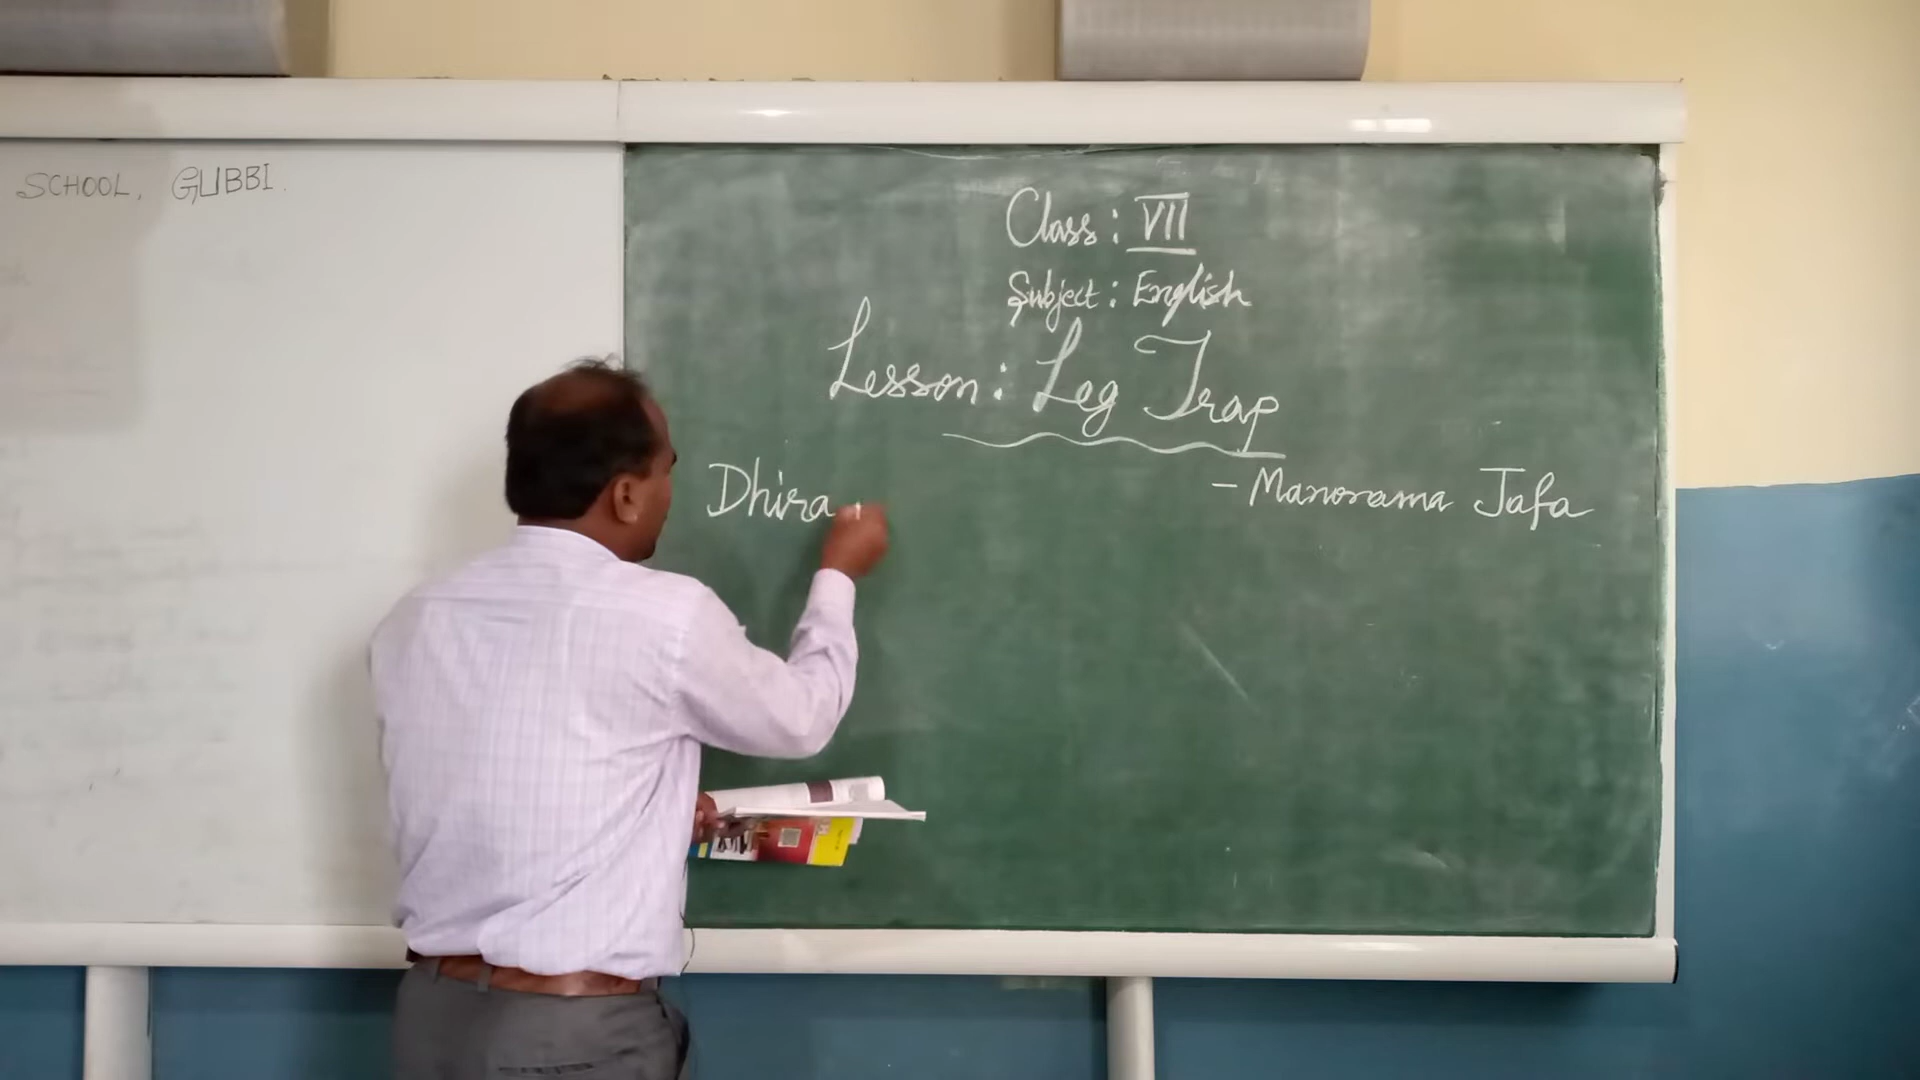 SCHOOL, GUBBI.
Class: VII
Subject: English
Lesson: Leg Trap
- Manorama Jafa
Dhira